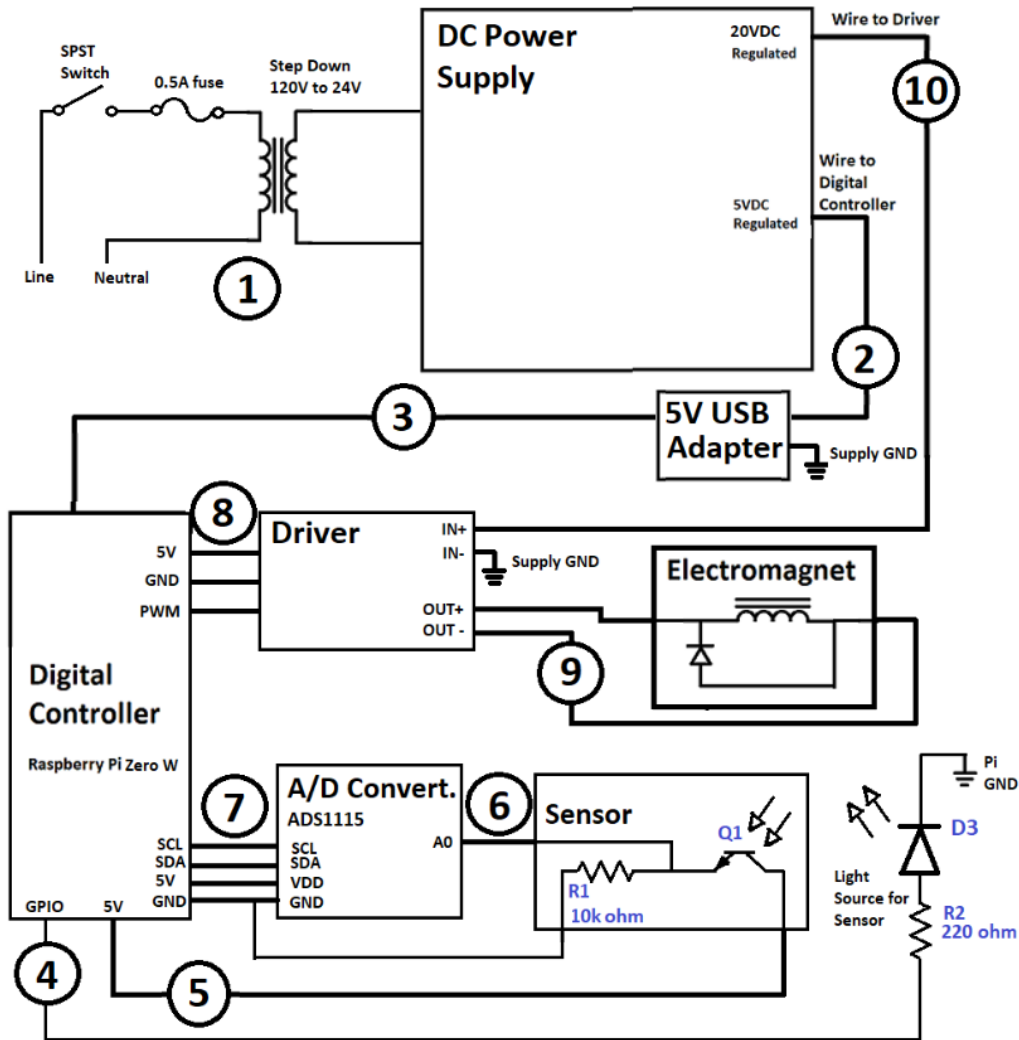 SPST
Switch
0.5A fuse
Step Down
120V to 24V
Line
Neutral
1
DC Power
Supply
20VDC
Regulated
5VDC
Regulated
Wire to Driver
10
Wire to
Digital
Controller
2
3
5V USB
Adapter
Supply GND
8
Driver
IN+
IN-
Supply GND
OUT+
OUT -
9
Electromagnet
5V
GND
PWM
Digital
Controller
Raspberry Pi Zero W
SCL
SDA
5V
GND
GPIO
5V
7
A/D Convert.
ADS1115
SCL
SDA
VDD
GND
A0
6
Sensor
Q1
R1
10k ohm
Pi
GND
D3
Light
Source for
Sensor
R2
220 ohm
4
5